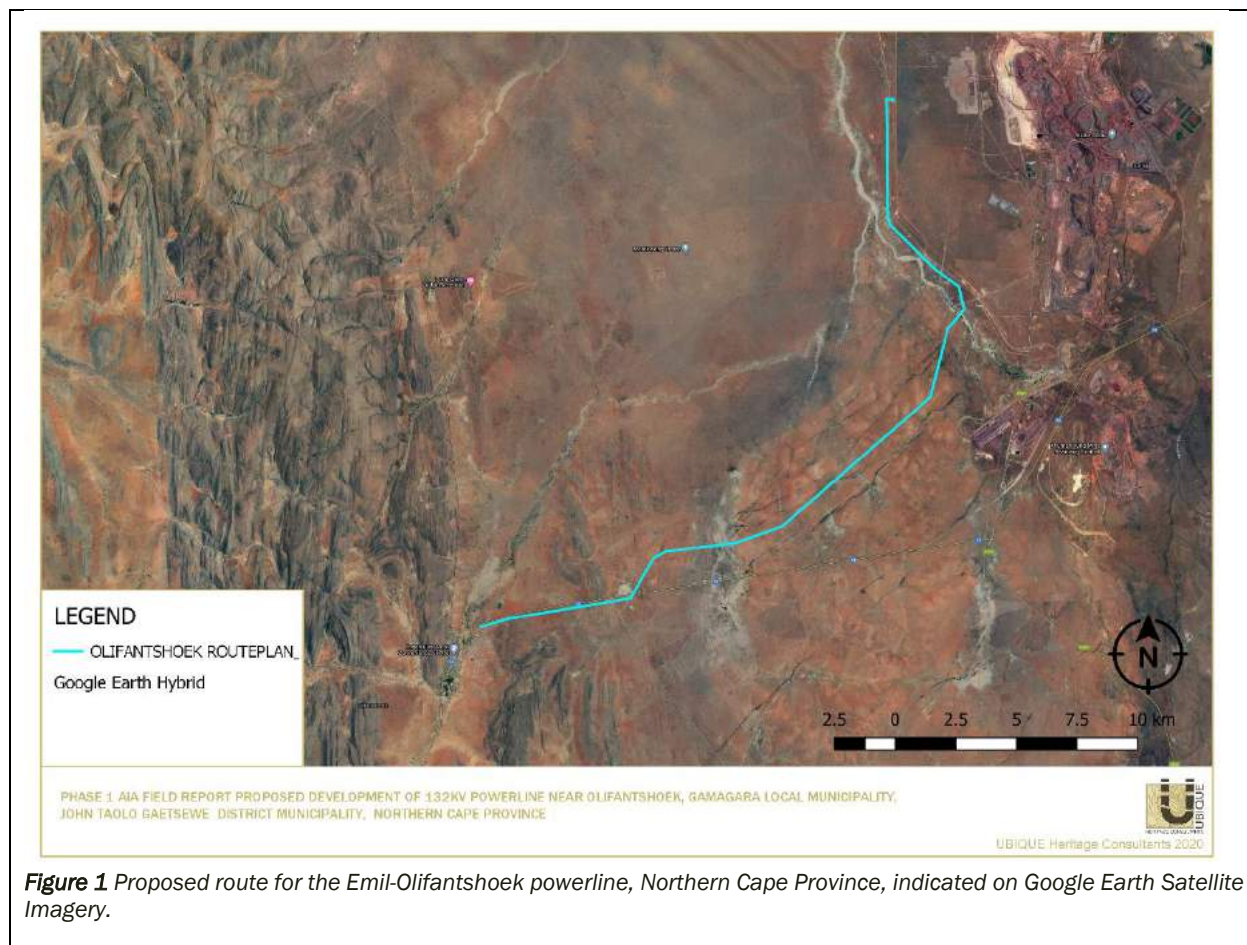 LEGEND
OLIFANTSHOEK ROUTEPLAN_
Google Earth Hybrid
N
2.5 0 2.5 5 7.5 10 km
PHASE 1 AIA FIELD REPORT PROPOSED DEVELOPMENT OF 132KV POWERLINE NEAR OLIFANTSHOEK, GAMAGARA LOCAL MUNICIPALITY,
JOHN TAOLO GAETSEWE DISTRICT MUNICIPALITY, NORTHERN CAPE PROVINCE
UBIQUE
UBIQUE Heritage Consultants 2020
Figure 1 Proposed route for the Emil-Olifantshoek powerline, Northern Cape Province, indicated on Google Earth Satellite
Imagery.